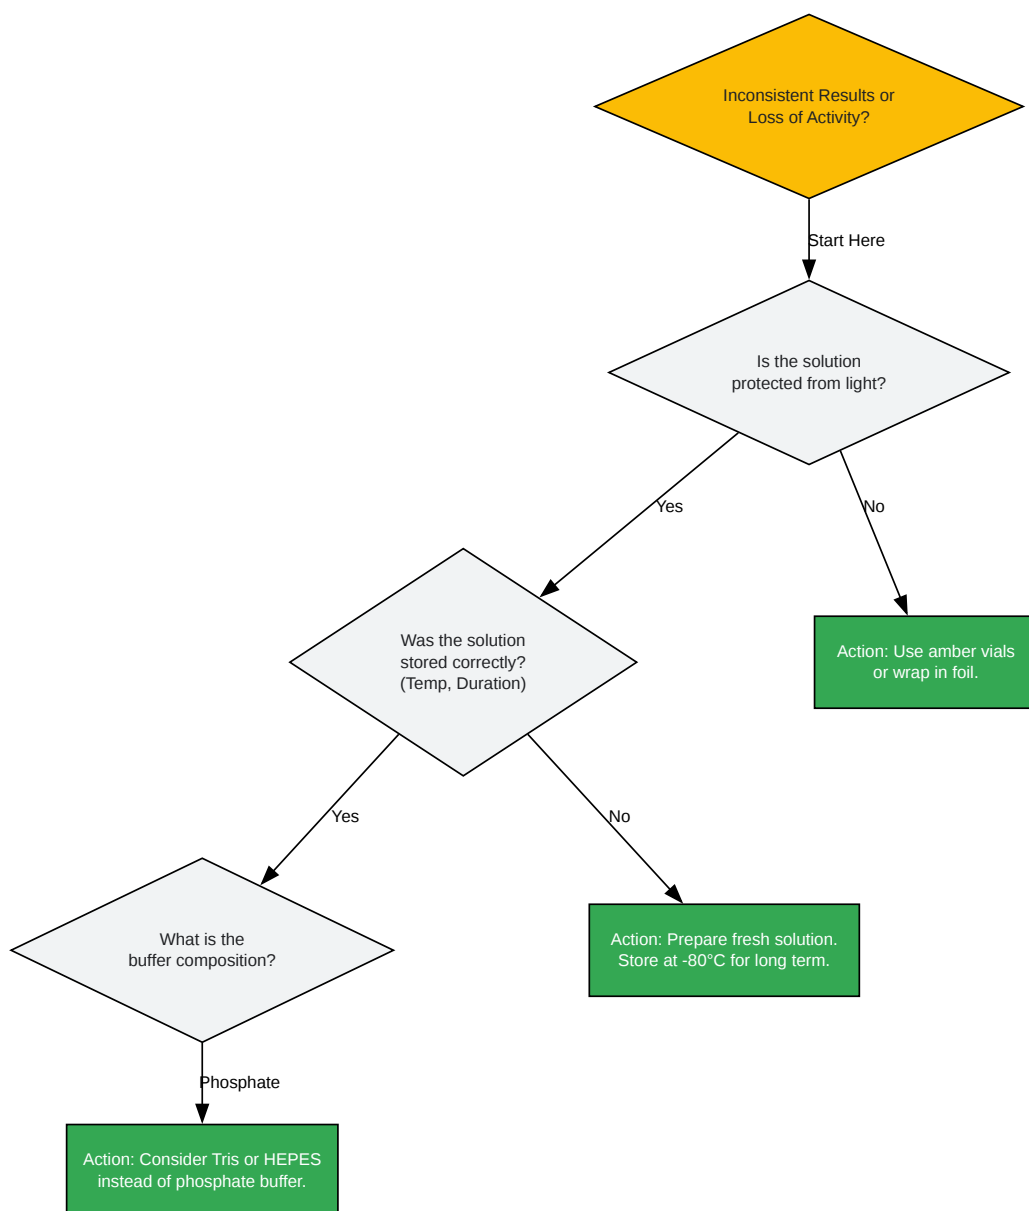 Inconsistent Results or
Loss of Activity?
Start Here
Is the solution
protected from light?
Yes
No
Was the solution
stored correctly?
(Temp, Duration)
Action: Use amber vials
or wrap in foil.
Yes
No
What is the
buffer composition?
Action: Prepare fresh solution.
Store at -80°C for long term.
Phosphate
Action: Consider Tris or HEPES
instead of phosphate buffer.